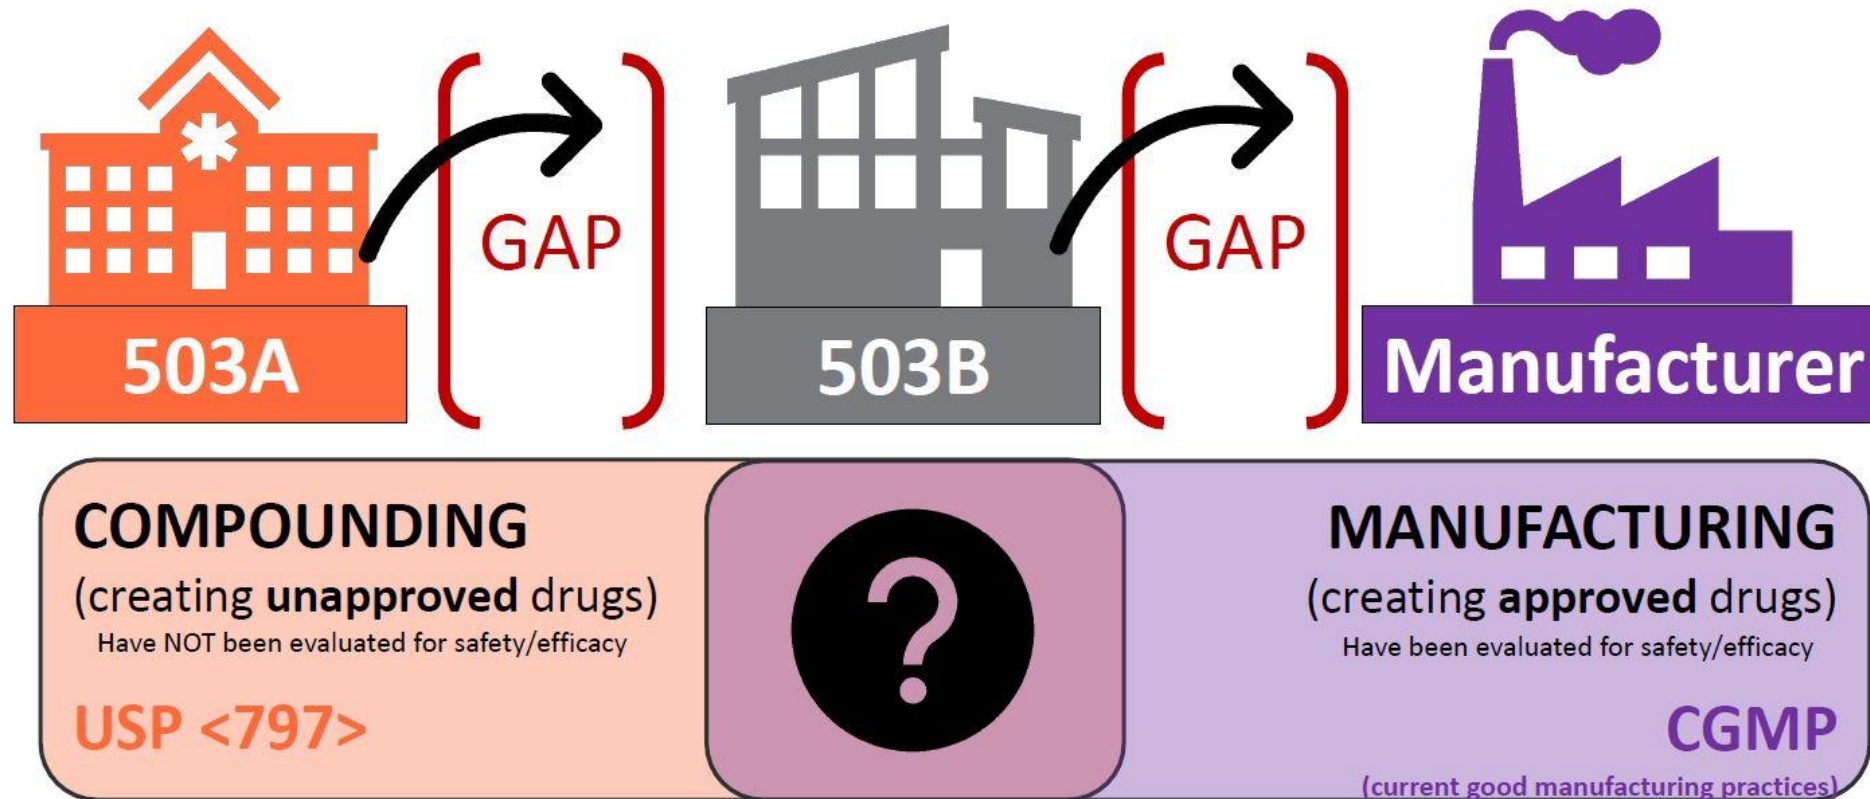 GAP
GAP
503A
503B
Manufacturer
COMPOUNDING
(creating unapproved drugs)
Have NOT been evaluated for safety/efficacy
USP <797>
?
MANUFACTURING
(creating approved drugs)
Have been evaluated for safety/efficacy
CGMP
(current good manufacturing practices)